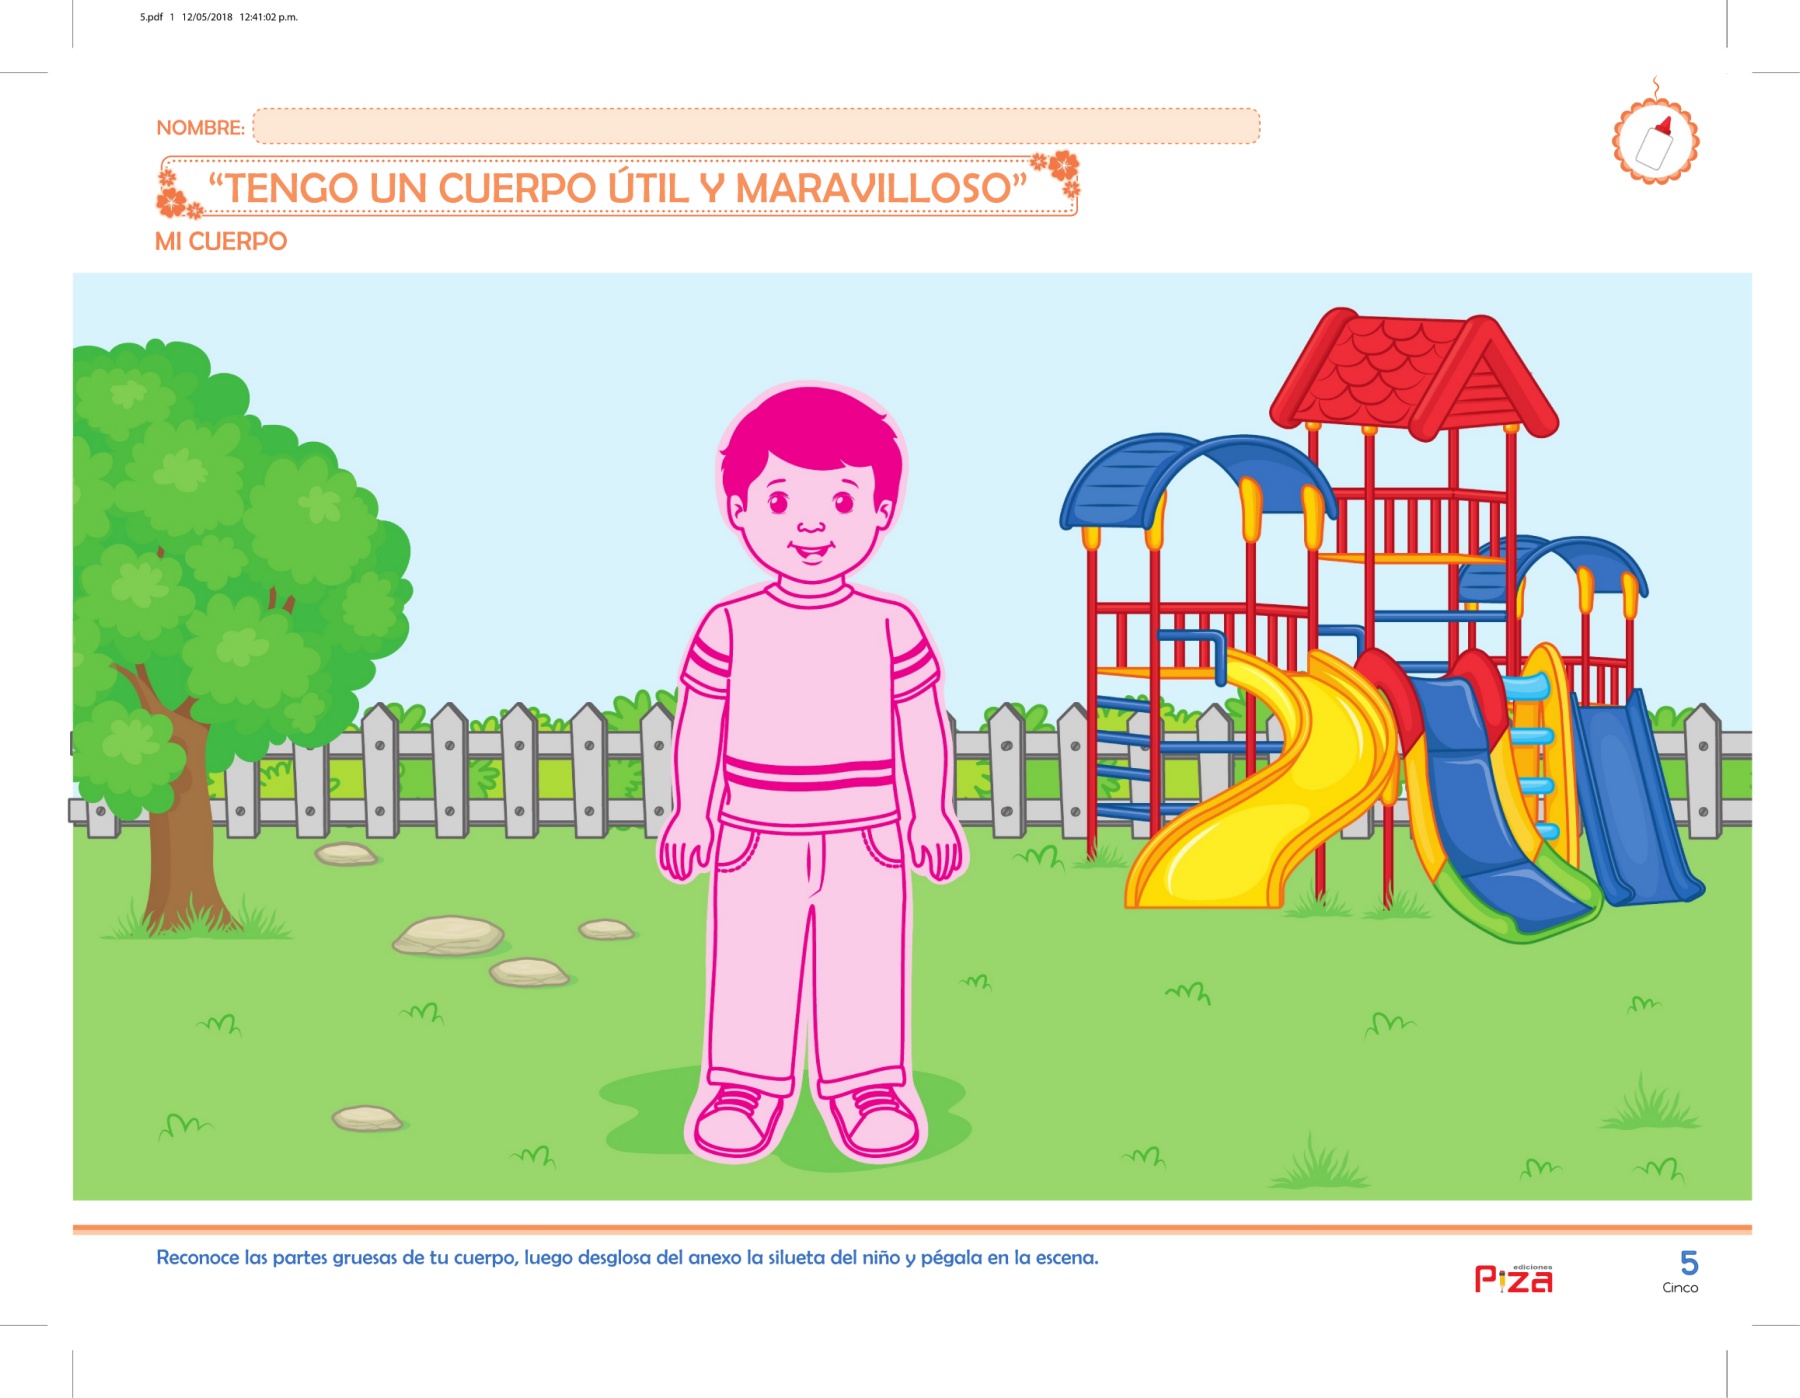 5.pdf 1 12/05/2018 12:41:02 p.m.
NOMBRE:
“TENGO UN CUERPO ÚTIL Y MARAVILLOSO”
MI CUERPO
Reconoce las partes gruesas de tu cuerpo, luego desglosa del anexo la silueta del niño y pégala en la escena.
ediciones
Piza
5
Cinco